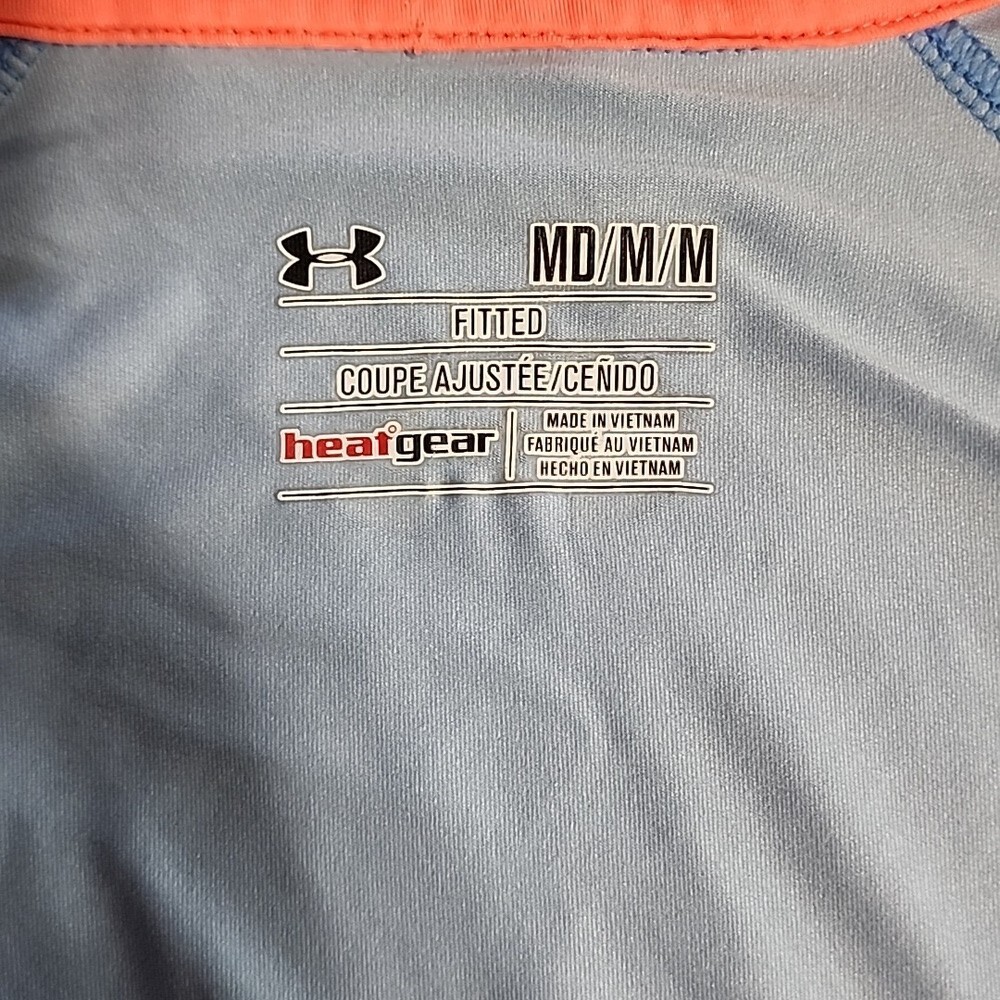 MD/M/M
FITTED
COUPE AJUSTÉE/CEÑIDO
heatgear
MADE IN VIETNAM
FABRIQUÉ AU VIETNAM
HECHO EN VIETNAM